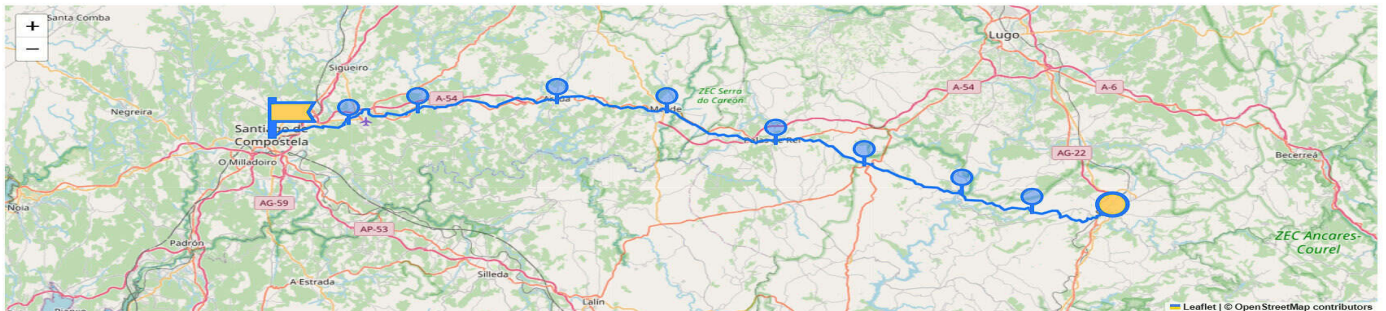 +
−
Santa Comba
Lugo
Sigüeiro
ZEC Serra
do Careón
A-54
A-6
A-54
Negreira
Santiago de
Compostela
AG-22
Becerreá
O Milladoiro
AG-59
Noia
AP-53
ZEC Ancares-
Courel
Padrón
Silleda
A Estrada
Lalín
Leaflet | © OpenStreetMap contributors